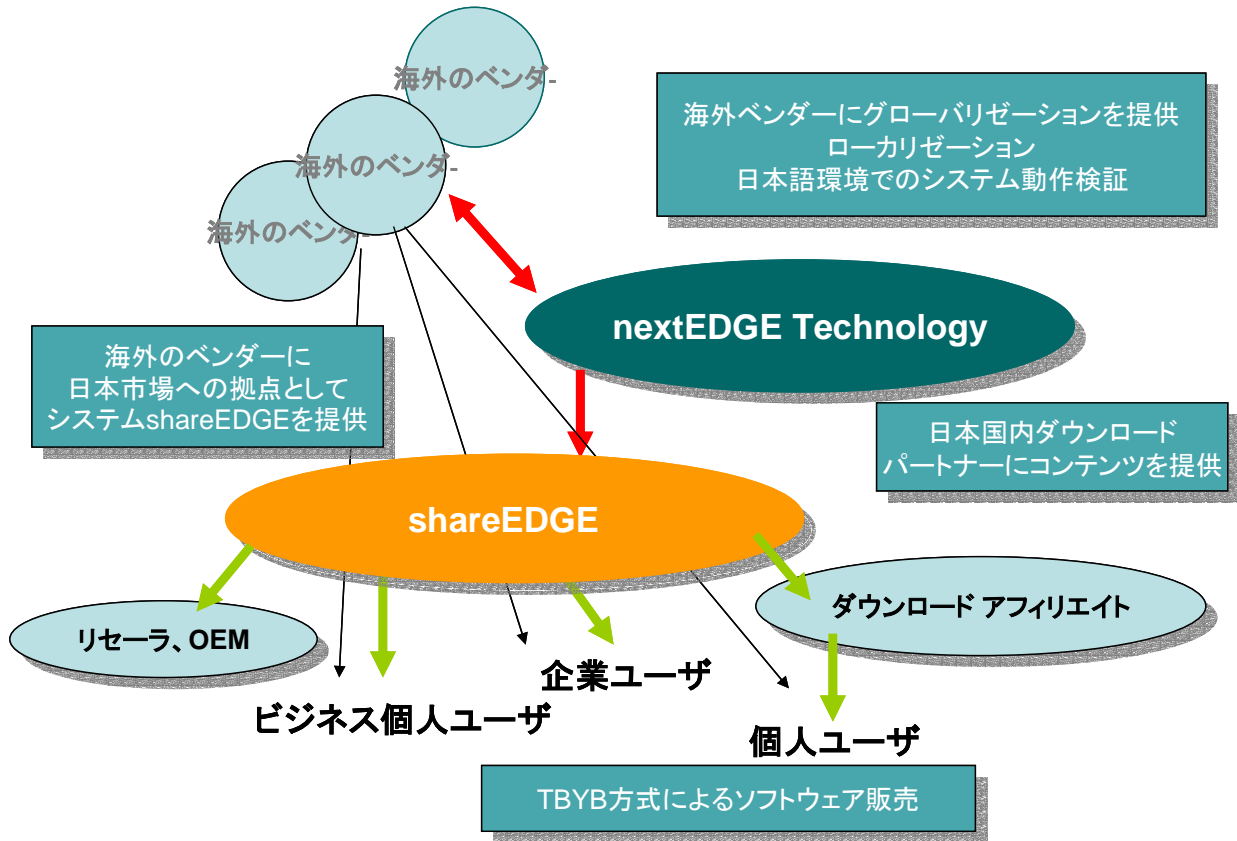 海外のベンダ-
海外のベンダ-
海外のベンダ-
海外ベンダーにグローバリゼーションを提供
ローカリゼーション
日本語環境でのシステム動作検証
nextEDGE Technology
海外のベンダーに
日本市場への拠点として
システムshareEDGEを提供
日本国内ダウンロード
パートナーにコンテンツを提供
shareEDGE
リセーラ、OEM
ダウンロード アフィリエイト
企業ユーザ
ビジネス個人ユーザ
個人ユーザ
TBYB方式によるソフトウェア販売